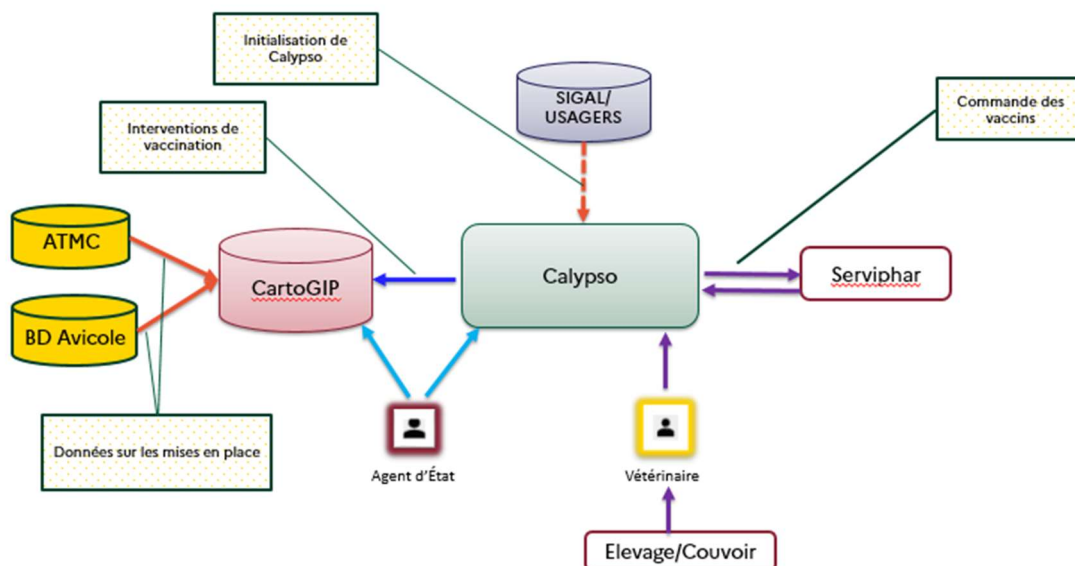 Initialisation de
Calypso
SIGAL/
USAGERS
Commande des
vaccins
Interventions de
vaccination
ATMC
CartoGIP
Calypso
Serviphar
BD Avicole
Données sur les mises en place
Agent d'État
Vétérinaire
Elevage/Couvoir